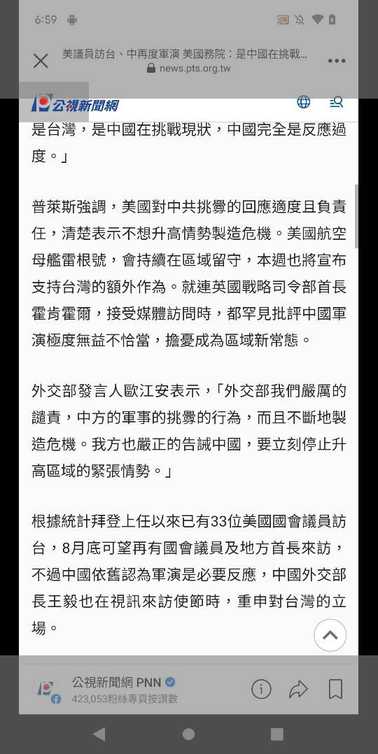 6:59
美議員訪台、中再度軍演 美國務院：是中國在挑戰...
news.pts.org.tw
公視新聞網
是台灣，是中國在挑戰現狀，中國完全是反應過
度。」
普萊斯強調，美國對中共挑釁的回應適度且負責
任，清楚表示不想升高情勢製造危機。美國航空
母艦雷根號，會持續在區域留守，本週也將宣布
支持台灣的額外作為。就連英國戰略司令部首長
霍肯霍爾，接受媒體訪問時，都罕見批評中國軍
演極度無益不恰當，擔憂成為區域新常態。
外交部發言人歐江安表示，「外交部我們嚴厲的
譴責，中方的軍事的挑釁的行為，而且不斷地製
造危機。我方也嚴正的告誡中國，要立刻停止升
高區域的緊張情勢。」
根據統計拜登上任以來已有33位美國國會議員訪
台，8月底可望再有國會議員及地方首長來訪，
不過中國依舊認為軍演是必要反應，中國外交部
長王毅也在視訊來訪使節時，重申對台灣的立
場。
公視新聞網 PNN
423,053粉絲專頁按讚數